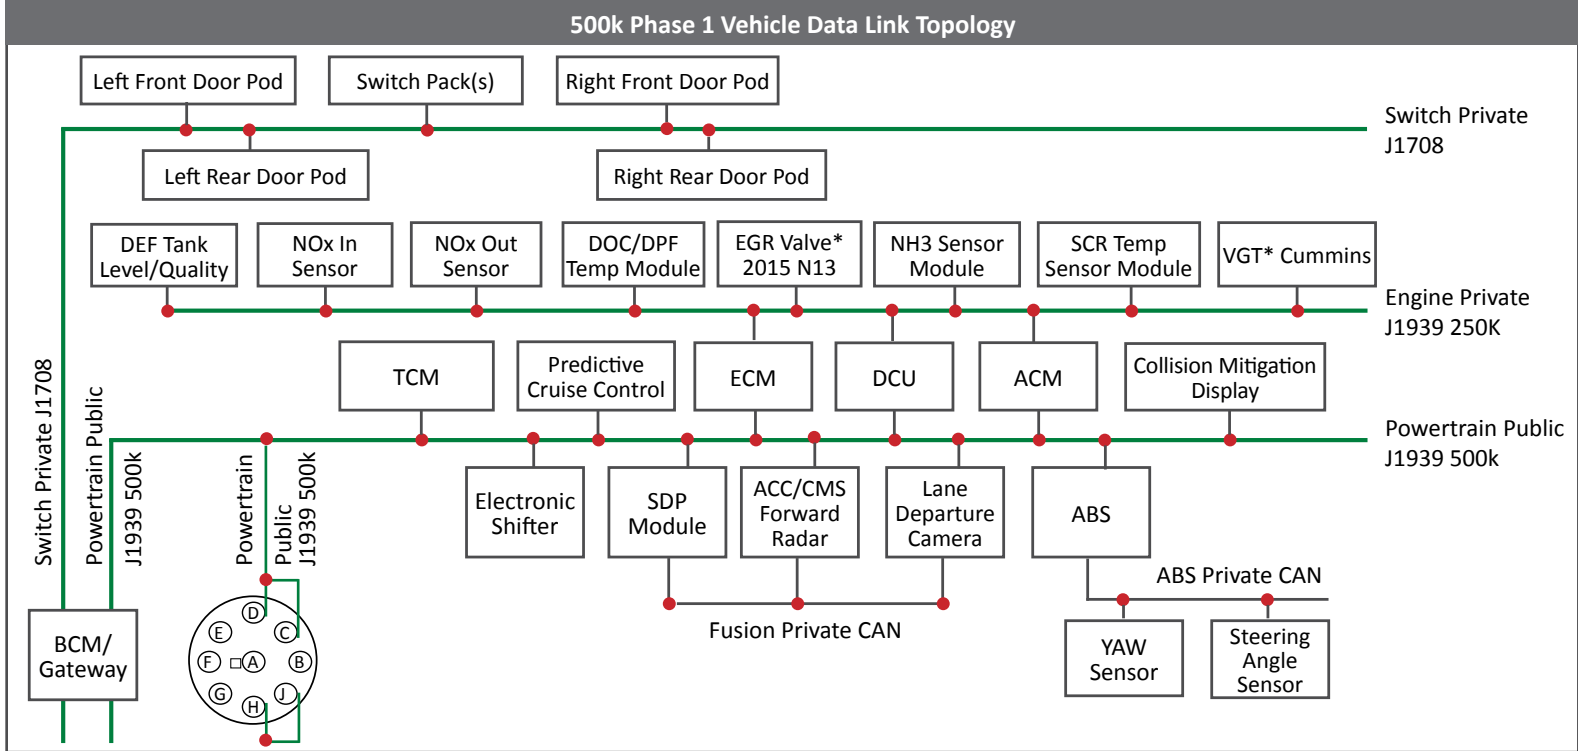 500k Phase 1 Vehicle Data Link Topology
Left Front Door Pod
Switch Pack(s)
Right Front Door Pod
Switch Private
J1708
Left Rear Door Pod
Right Rear Door Pod
DEF Tank
Level/Quality
NOx In
Sensor
NOx Out
Sensor
DOC/DPF
Temp Module
EGR Valve*
2015 N13
NH3 Sensor
Module
SCR Temp
Sensor Module
VGT* Cummins
Engine Private
J1939 250K
TCM
Predictive
Cruise Control
ECM
DCU
ACM
Collision Mitigation
Display
Powertrain Public
J1939 500k
Switch Private J1708
Powertrain Public
J1939 500k
Powertrain
Public
J1939 500k
Electronic
Shifter
SDP
Module
ACC/CMS
Forward
Radar
Lane
Departure
Camera
ABS
ABS Private CAN
Fusion Private CAN
YAW
Sensor
Steering
Angle
Sensor
BCM/
Gateway
D
E
C
F
A
B
G
J
H